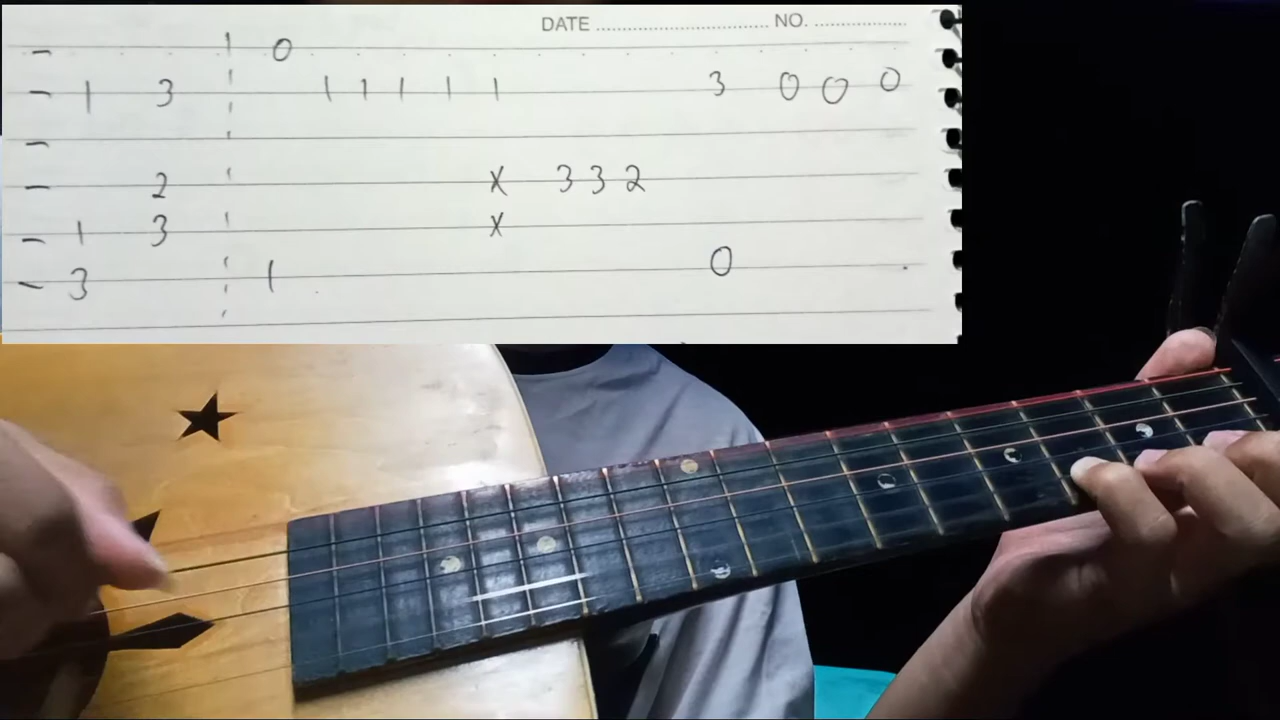 DATE ........................ NO. ................
- 0
- 1 3 1 1 1 1 1 3 0 0 0
-
- 2 x 3 3 2
- 1 3 x
- 3 1 0